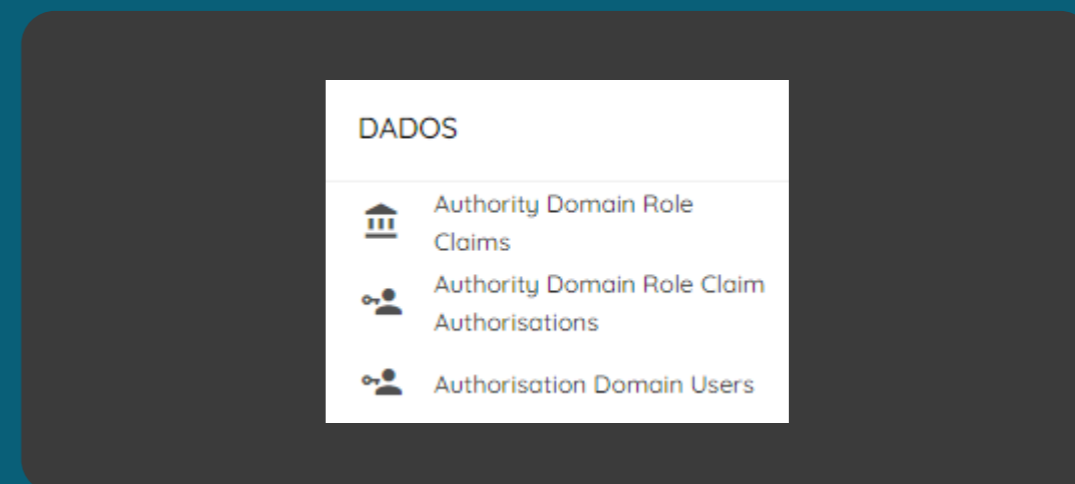 DADOS
Authority Domain Role
Claims
Authority Domain Role Claim
Authorisations
Authorisation Domain Users